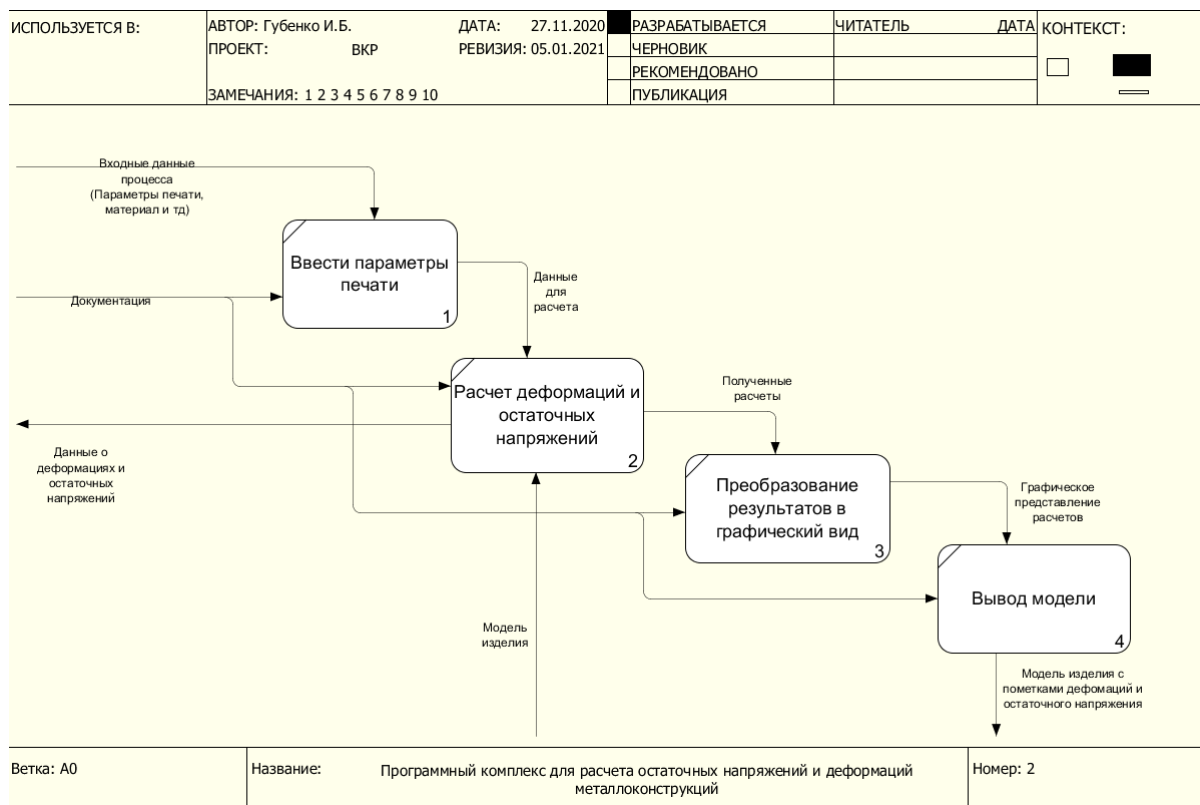 ИСПОЛЬЗУЕТСЯ В:
АВТОР: Губенко И.Б.
ДАТА: 27.11.2020
ПРОЕКТ: ВКР
РЕВИЗИЯ: 05.01.2021
ЗАМЕЧАНИЯ: 1 2 3 4 5 6 7 8 9 10
РАЗРАБАТЫВАЕТСЯ
ЧЕРНОВИК
РЕКОМЕНДОВАНО
ПУБЛИКАЦИЯ
ЧИТАТЕЛЬ ДАТА
КОНТЕКСТ:
Входные данные
процесса
(Параметры печати,
материал и тд)
Ввести параметры
печати
1
Документация
Данные
для
расчета
Расчет деформаций и
остаточных
напряжений
2
Полученные
расчеты
Данные о
деформациях и
остаточных
напряжений
Преобразование
результатов в
графический вид
3
Графическое
представление
расчетов
Вывод модели
4
Модель
изделия
Модель изделия с
пометками дефомаций и
остаточного напряжения
Ветка: A0
Название: Программный комплекс для расчета остаточных напряжений и деформаций
металлоконструкций
Номер: 2